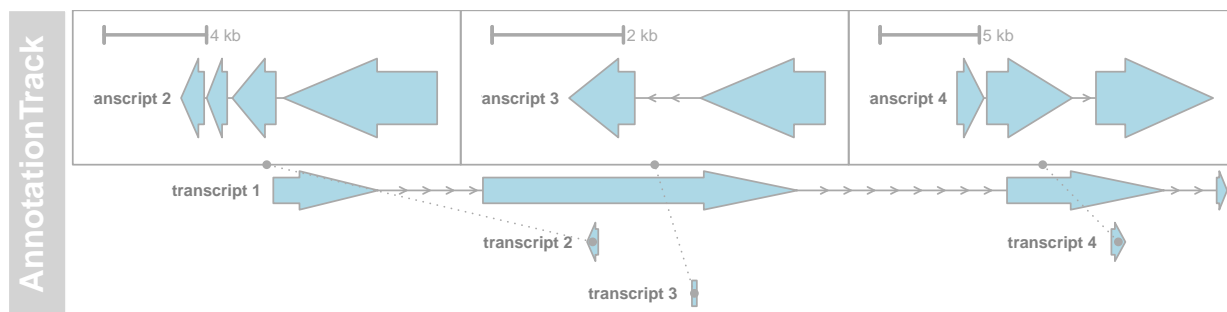 AnnotationTrack
4 kb
2 kb
5 kb
anscript 2
anscript 3
anscript 4
transcript 1
transcript 2
transcript 4
transcript 3